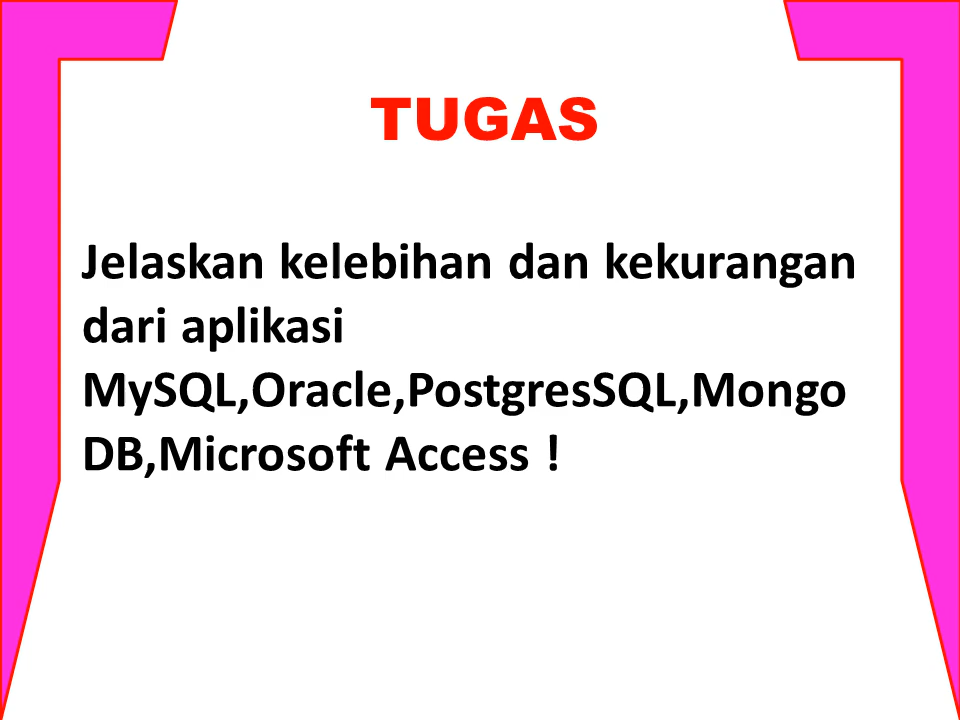 TUGAS
Jelaskan kelebihan dan kekurangan
dari aplikasi
MySQL,Oracle,PostgresSQL,Mongo
DB,Microsoft Access !